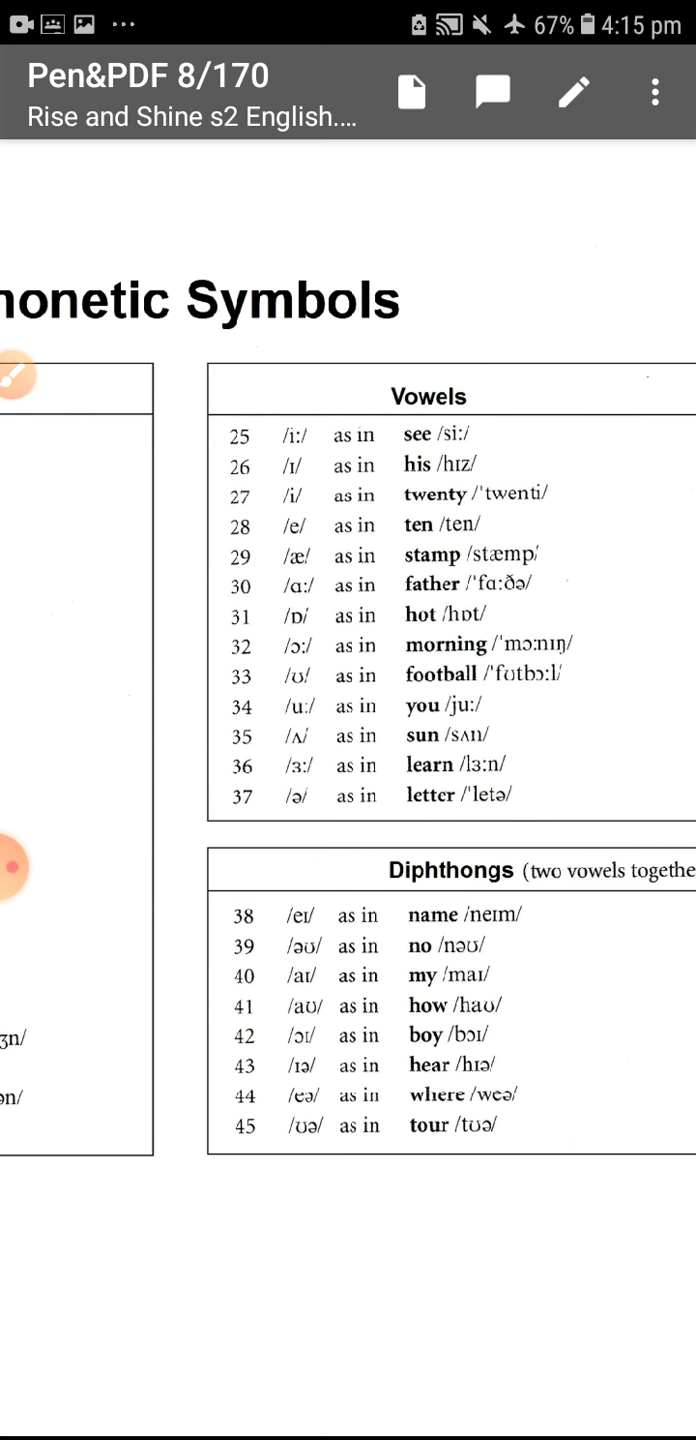 67% 4:15 pm
Pen&PDF 8/170
Rise and Shine s2 English....
honetic Symbols
Vowels
25 /iː/ as in see /siː/
26 /ɪ/ as in his /hɪz/
27 /i/ as in twenty /ˈtwenti/
28 /e/ as in ten /ten/
29 /æ/ as in stamp /stæmp/
30 /ɑː/ as in father /ˈfɑːðə/
31 /ɒ/ as in hot /hɒt/
32 /ɔː/ as in morning /ˈmɔːnɪŋ/
33 /ʊ/ as in football /ˈfʊtbɔːl/
34 /uː/ as in you /juː/
35 /ʌ/ as in sun /sʌn/
36 /ɜː/ as in learn /lɜːn/
37 /ə/ as in letter /ˈletə/
Diphthongs (two vowels togethe
38 /eɪ/ as in name /neɪm/
39 /əʊ/ as in no /nəʊ/
40 /aɪ/ as in my /maɪ/
41 /aʊ/ as in how /haʊ/
42 /ɔɪ/ as in boy /bɔɪ/
ʒn/
43 /ɪə/ as in hear /hɪə/
44 /eə/ as in where /weə/
ən/
45 /ʊə/ as in tour /tʊə/